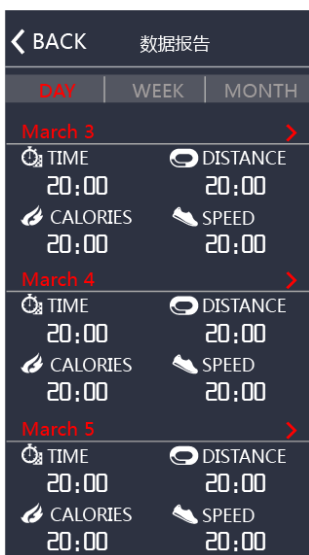 BACK 数据报告
DAY WEEK MONTH
March 3
TIME DISTANCE
20:00 20:00
CALORIES SPEED
20:00 20:00
March 4
TIME DISTANCE
20:00 20:00
CALORIES SPEED
20:00 20:00
March 5
TIME DISTANCE
20:00 20:00
CALORIES SPEED
20:00 20:00